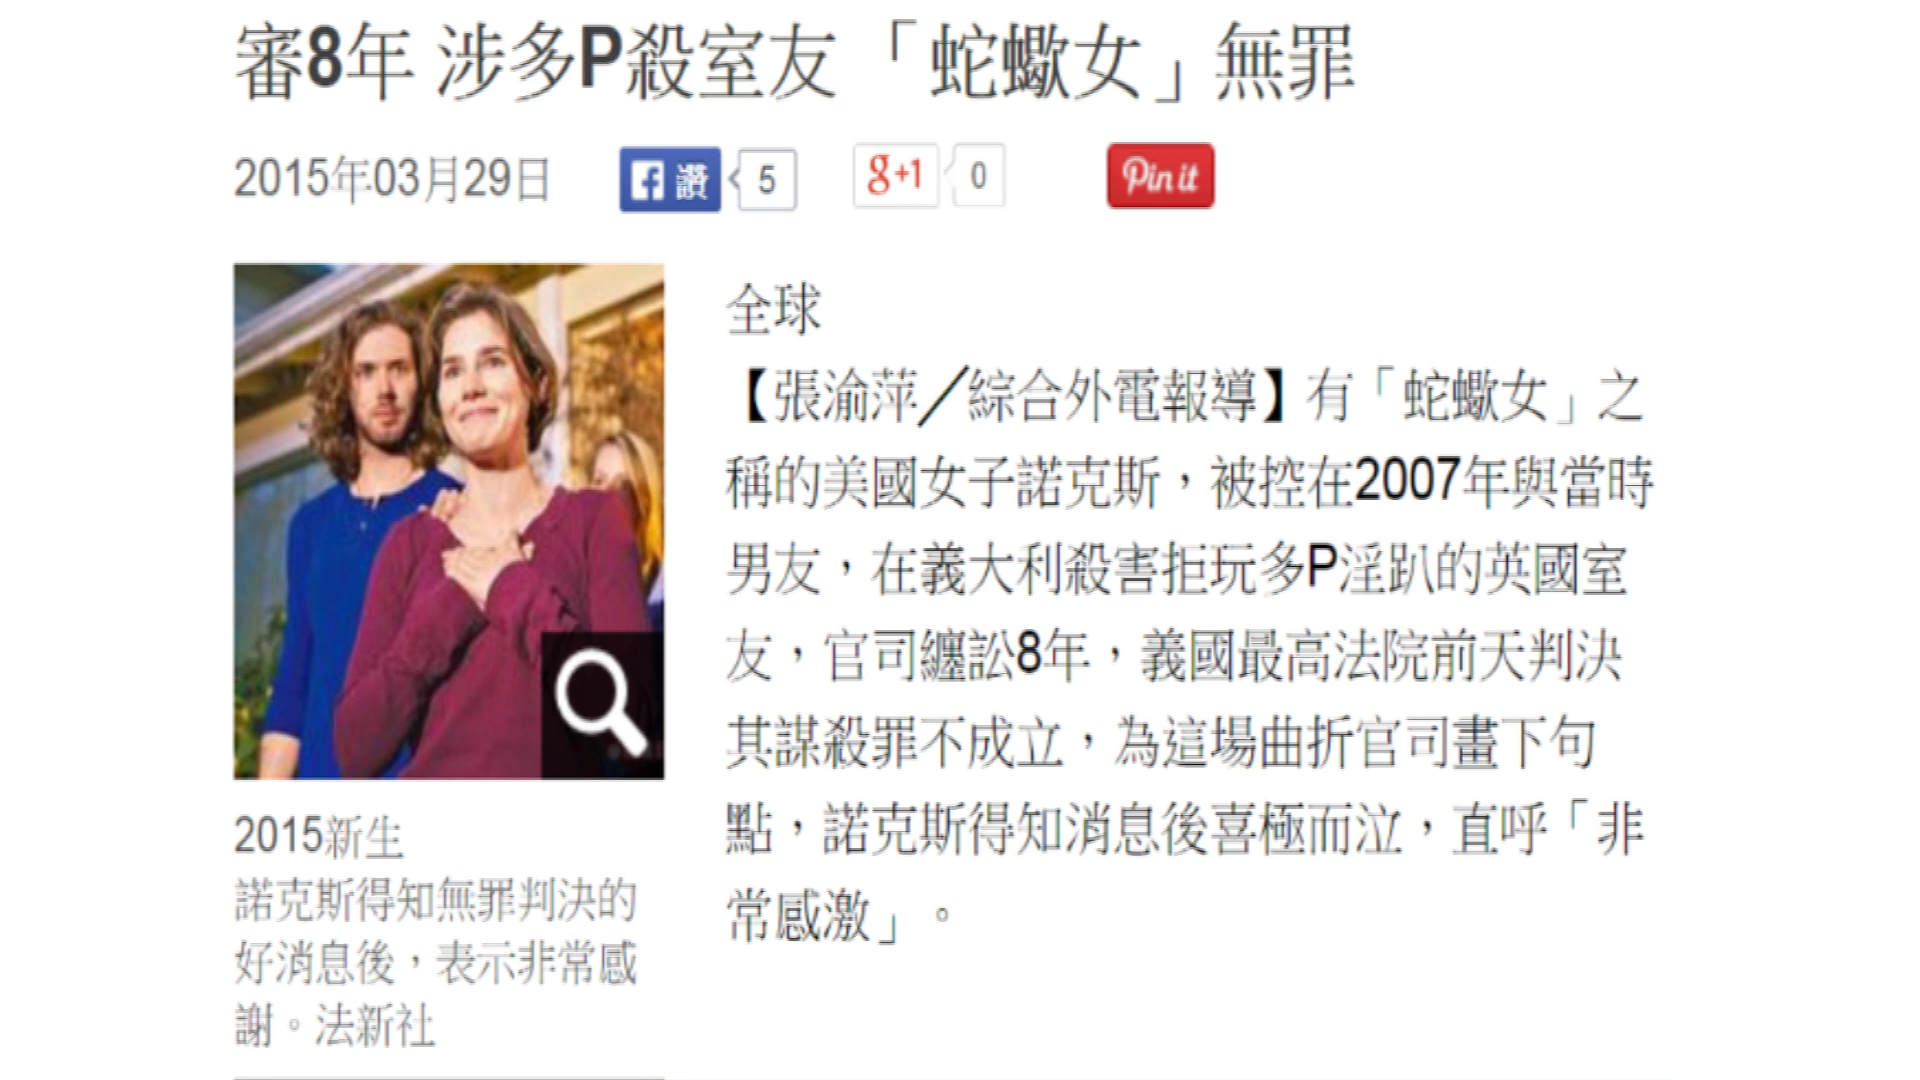 審8年 涉多P殺室友 「蛇蠍女」無罪
2015年03月29日
讚
5
g+1
0
Pin it
全球
【張渝萍╱綜合外電報導】有「蛇蠍女」之
稱的美國女子諾克斯，被控在2007年與當時
男友，在義大利殺害拒玩多P淫趴的英國室
友，官司纏訟8年，義國最高法院前天判決
其謀殺罪不成立，為這場曲折官司畫下句
點，諾克斯得知消息後喜極而泣，直呼「非
常感激」。
2015新生
諾克斯得知無罪判決的
好消息後，表示非常感
謝。法新社